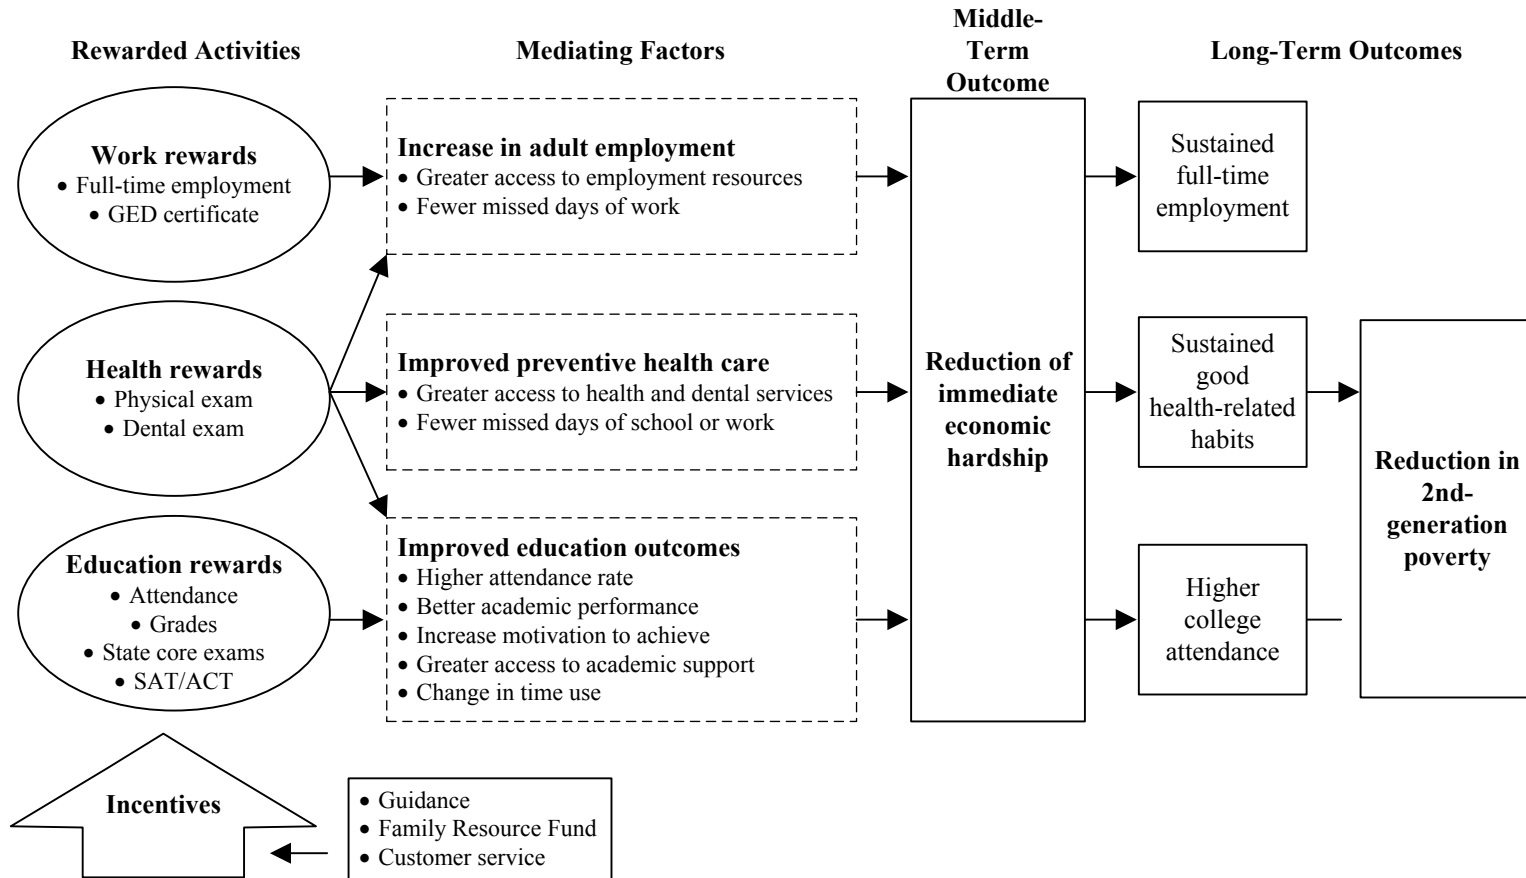 Rewarded Activities
Mediating Factors
Middle-
Term
Outcome
Long-Term Outcomes
Work rewards
• Full-time employment
• GED certificate
Increase in adult employment
• Greater access to employment resources
• Fewer missed days of work
Sustained
full-time
employment
Health rewards
• Physical exam
• Dental exam
Improved preventive health care
• Greater access to health and dental services
• Fewer missed days of school or work
Reduction of
immediate
economic
hardship
Sustained
good
health-related
habits
Reduction in
2nd-
generation
poverty
Education rewards
• Attendance
• Grades
• State core exams
• SAT/ACT
Improved education outcomes
• Higher attendance rate
• Better academic performance
• Increase motivation to achieve
• Greater access to academic support
• Change in time use
Higher
college
attendance
Incentives
• Guidance
• Family Resource Fund
• Customer service